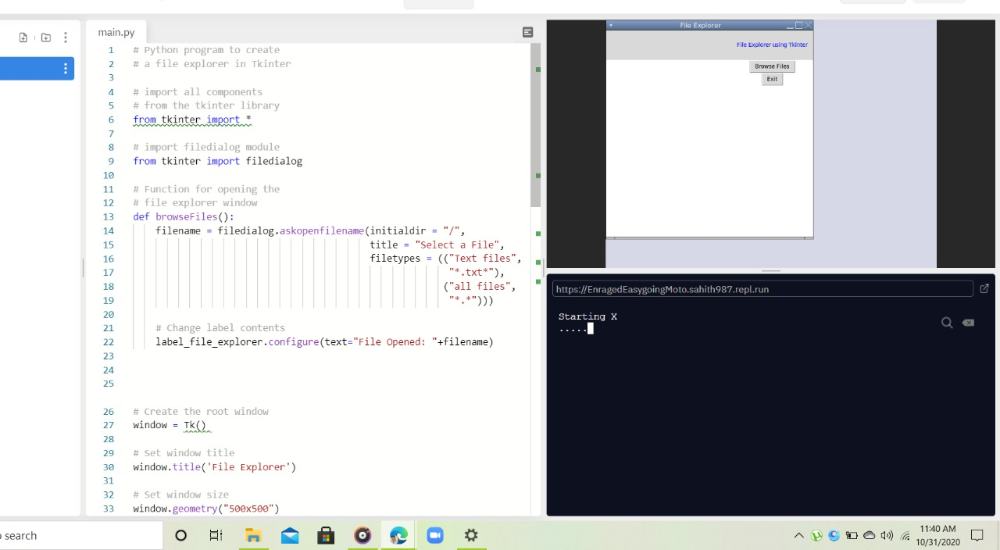 main.py
1 # Python program to create
2 # a file explorer in Tkinter
3
4 # import all components
5 # from the tkinter library
6 from tkinter import *
7
8 # import filedialog module
9 from tkinter import filedialog
10
11 # Function for opening the
12 # file explorer window
13 def browseFiles():
14 filename = filedialog.askopenfilename(initialdir = "/",
15 title = "Select a File",
16 filetypes = (("Text files",
17 "*.txt*"),
18 ("all files",
19 "*.*")))
20
21 # Change label contents
22 label_file_explorer.configure(text="File Opened: "+filename)
23
24
25
26 # Create the root window
27 window = Tk()
28
29 # Set window title
30 window.title('File Explorer')
31
32 # Set window size
33 window.geometry("500x500")
File Explorer
File Explorer using Tkinter
Browse Files
Exit
https://EnragedEasygoingMoto.sahith987.repl.run
Starting X
.....
search
11:40 AM
10/31/2020